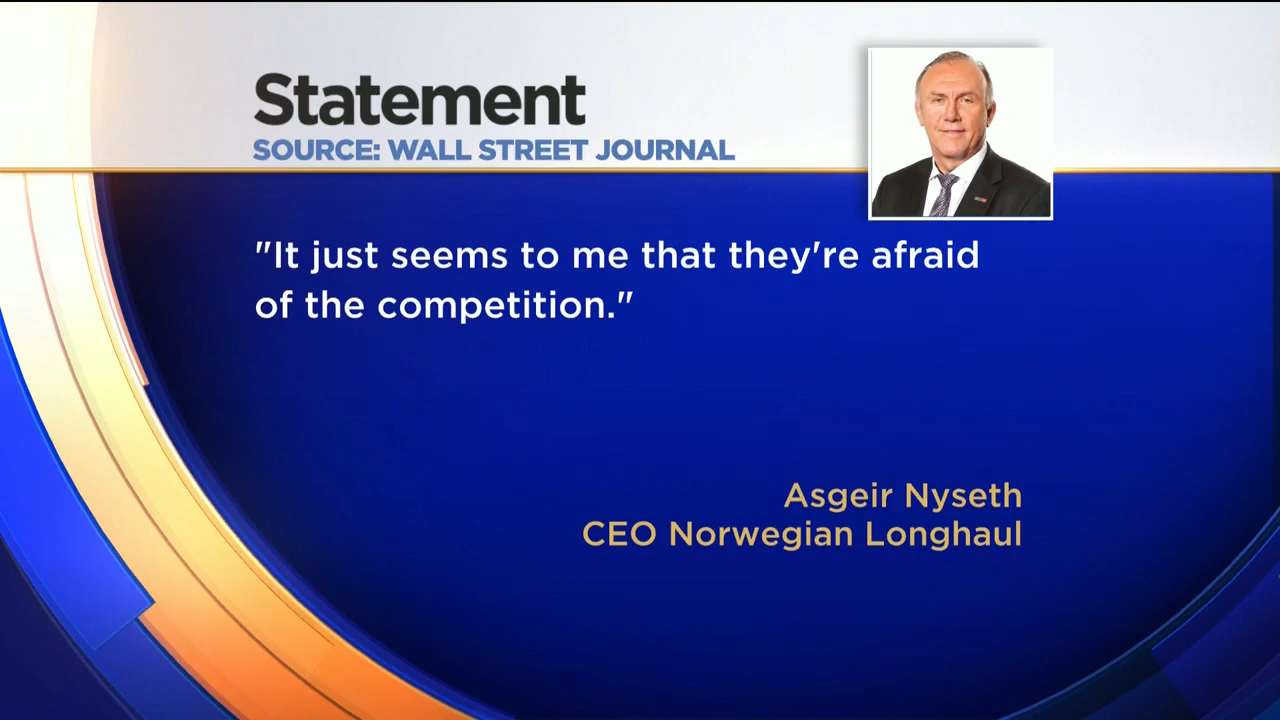 Statement
SOURCE: WALL STREET JOURNAL
"It just seems to me that they're afraid
of the competition."
Asgeir Nyseth
CEO Norwegian Longhaul